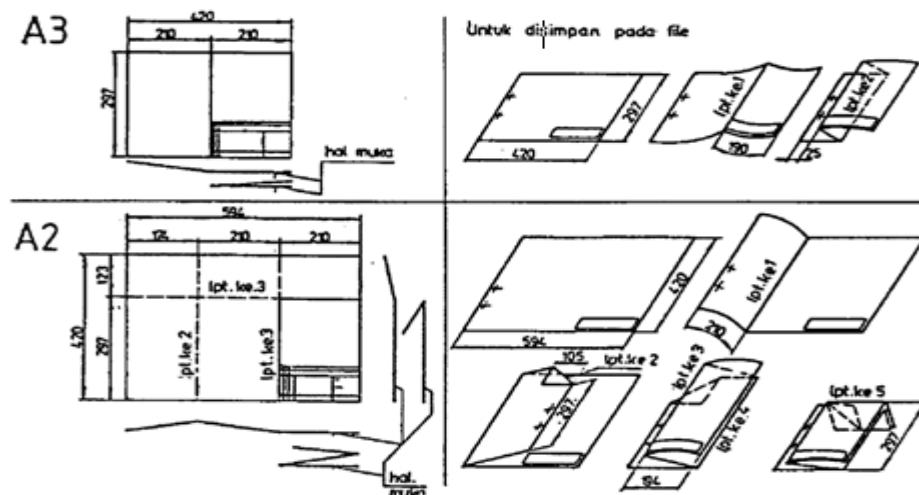 A3
420
210 210
297
hal muka
Untuk disimpan pada file
420
297
lpt.ke1
190
lpt.ke2
25
A2
594
174 210 210
123
420
297
lpt.ke.3
lpt.ke 2
lpt.ke3
hal.
muka
594
420
lpt.ke1
210
105
lpt.ke 2
297
lpt.ke 3
lpt.ke.4
194
lpt.ke 5
297